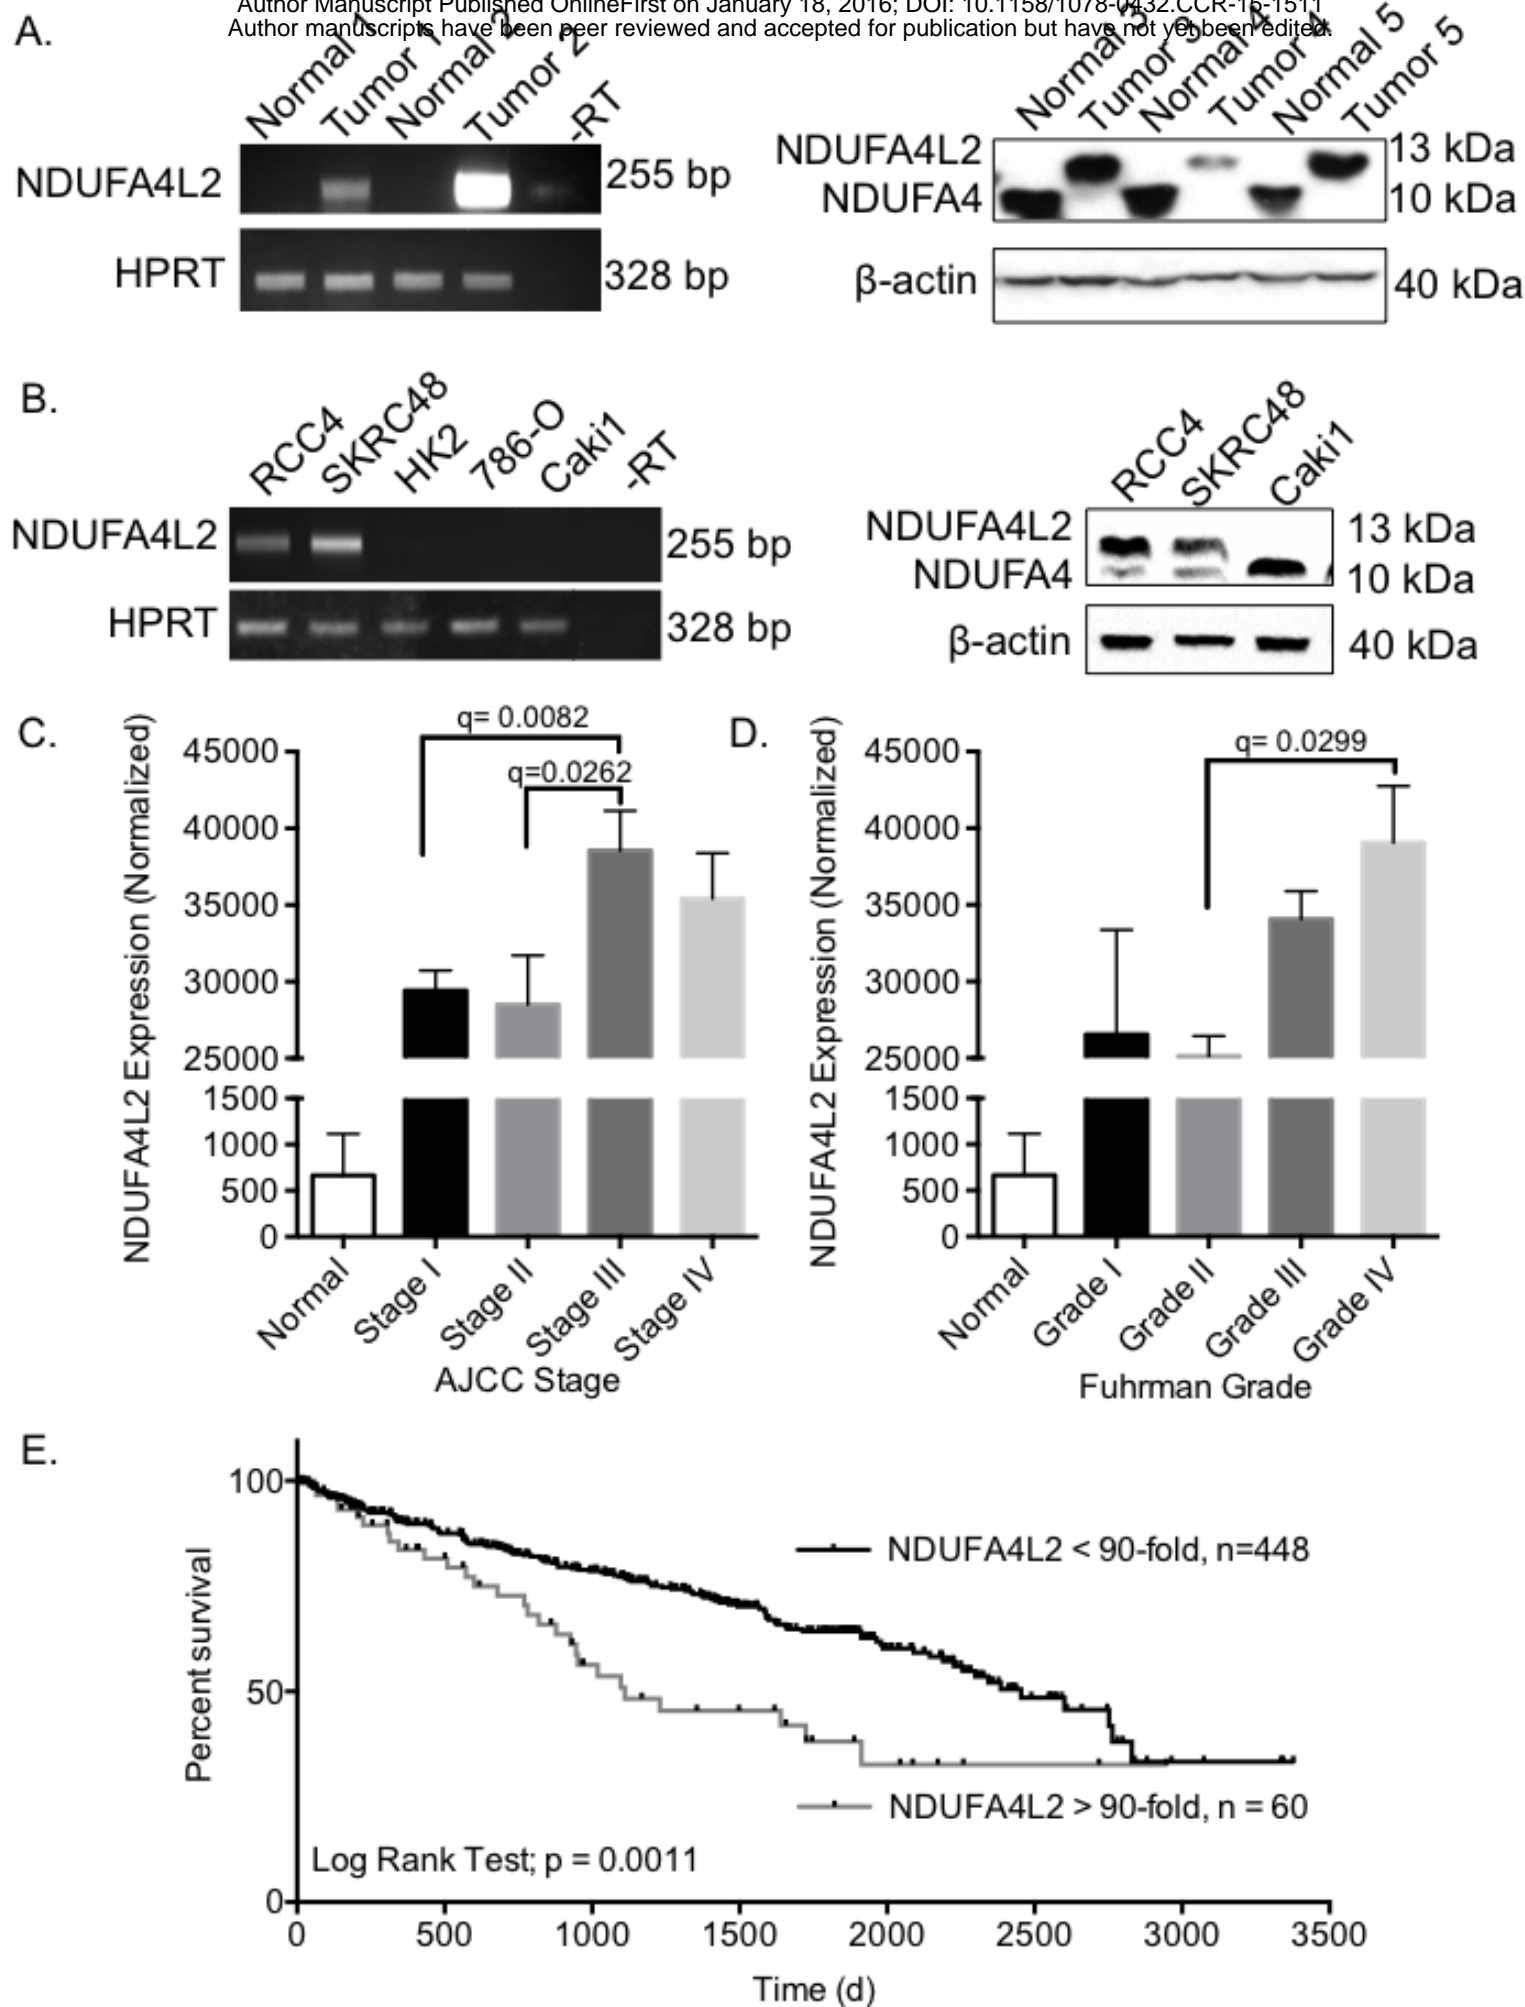 Author Manuscript Published OnlineFirst on January 18, 2016; DOI: 10.1158/1078-0432.CCR-15-1511
Author manuscripts have been peer reviewed and accepted for publication but have not yet been edited.
A.
Normal 1
Tumor 1
Normal 2
Tumor 2
-RT
NDUFA4L2
255 bp
HPRT
328 bp
Normal 3
Tumor 3
Normal 4
Tumor 4
Normal 5
Tumor 5
NDUFA4L2
13 kDa
NDUFA4
10 kDa
β-actin
40 kDa
B.
RCC4
SKRC48
HK2
786-O
Caki1
-RT
NDUFA4L2
255 bp
HPRT
328 bp
RCC4
SKRC48
Caki1
NDUFA4L2
13 kDa
NDUFA4
10 kDa
β-actin
40 kDa
C.
NDUFA4L2 Expression (Normalized)
q= 0.0082
q=0.0262
45000
40000
35000
30000
25000
1500
1000
500
0
Normal
Stage I
Stage II
Stage III
Stage IV
AJCC Stage
D.
NDUFA4L2 Expression (Normalized)
q= 0.0299
45000
40000
35000
30000
25000
1500
1000
500
0
Normal
Grade I
Grade II
Grade III
Grade IV
Fuhrman Grade
E.
Percent survival
100
50
0
NDUFA4L2 < 90-fold, n=448
NDUFA4L2 > 90-fold, n = 60
Log Rank Test; p = 0.0011
0
500
1000
1500
2000
2500
3000
3500
Time (d)